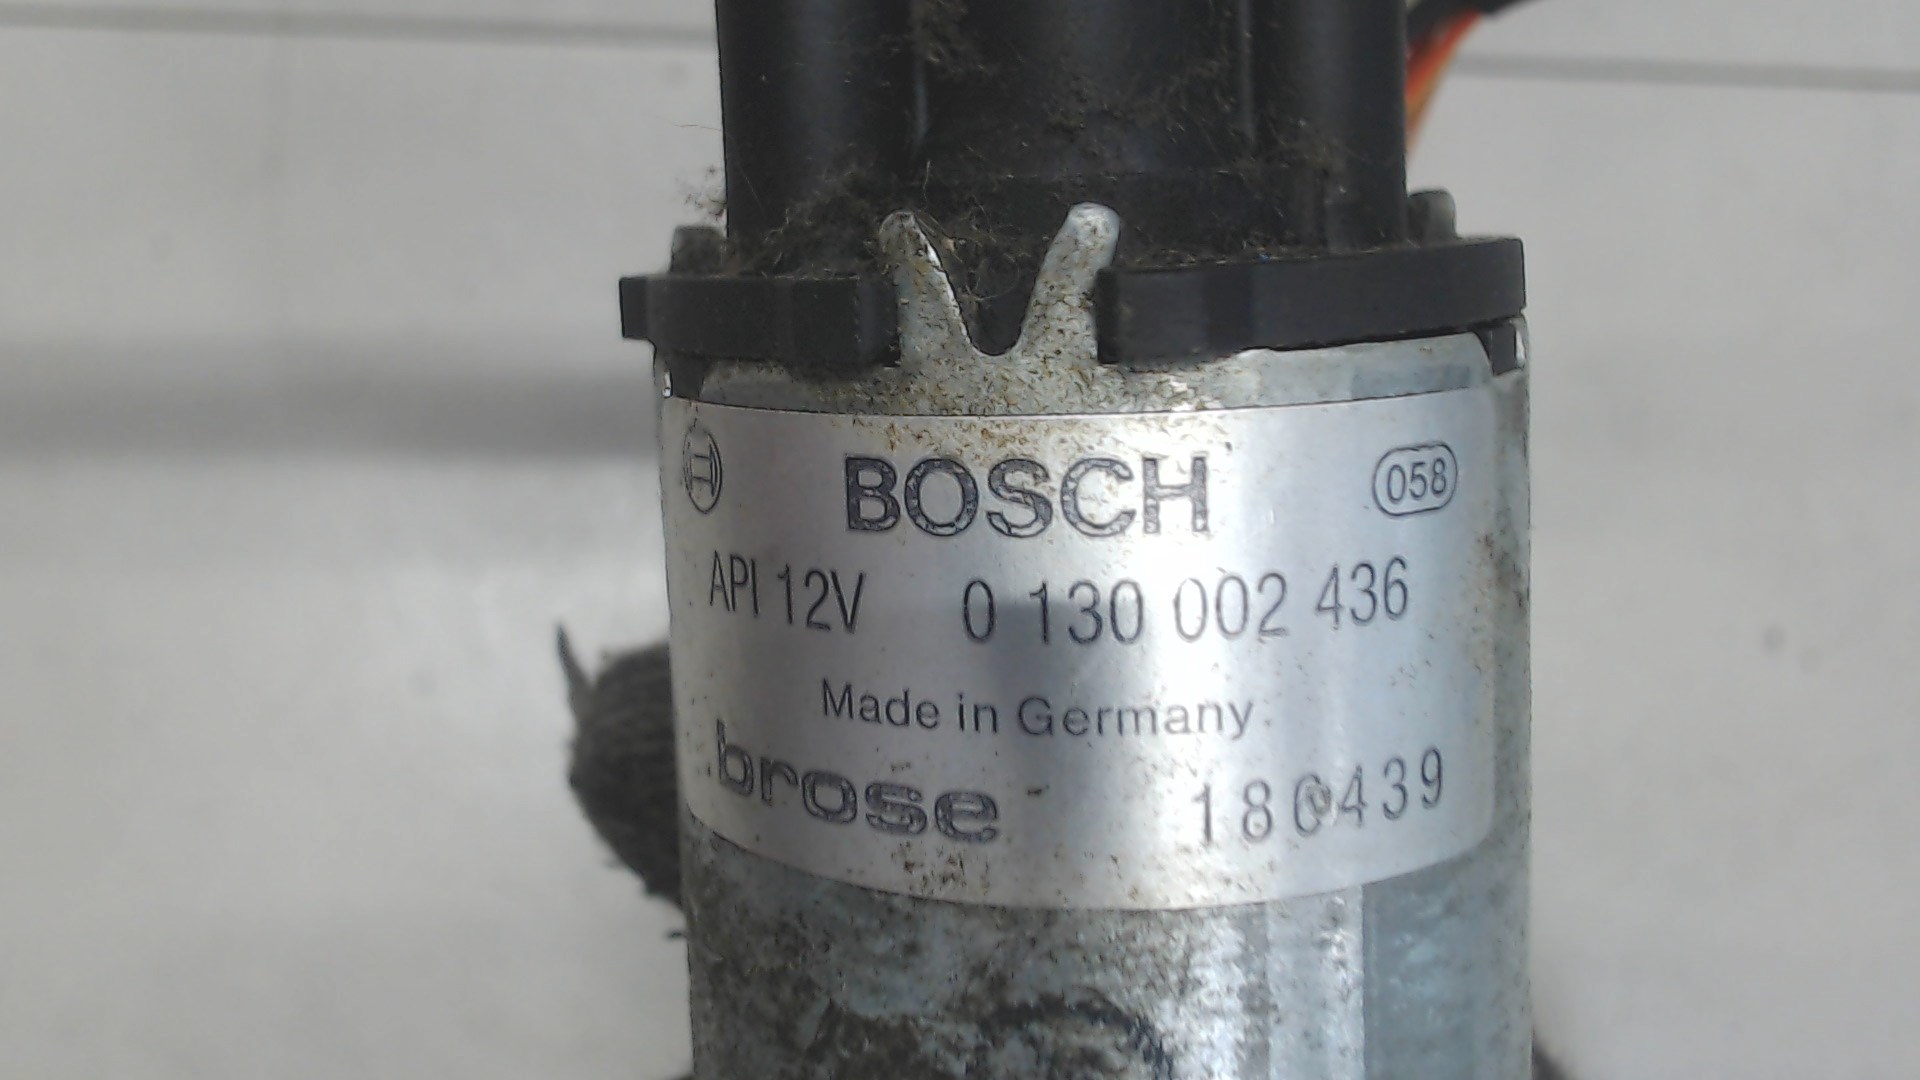 BOSCH 058
API 12V 0 130 002 436
Made in Germany
brose 180439